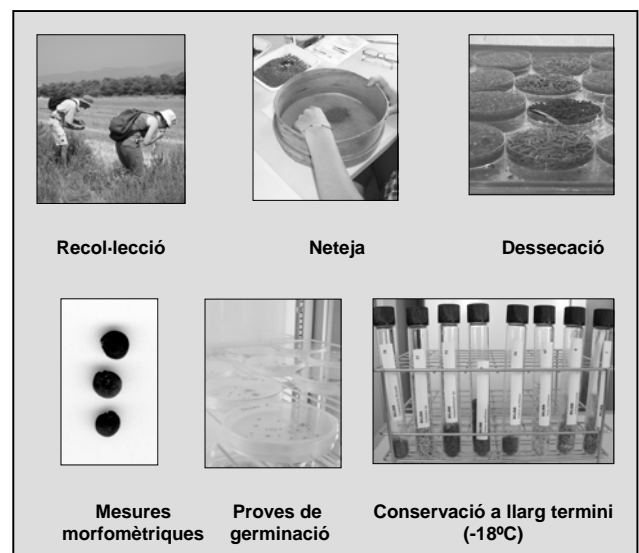 Recol·lecció
Neteja
Dessecació
Mesures
morfomètriques
Proves de
germinació
Conservació a llarg termini
(-18ºC)